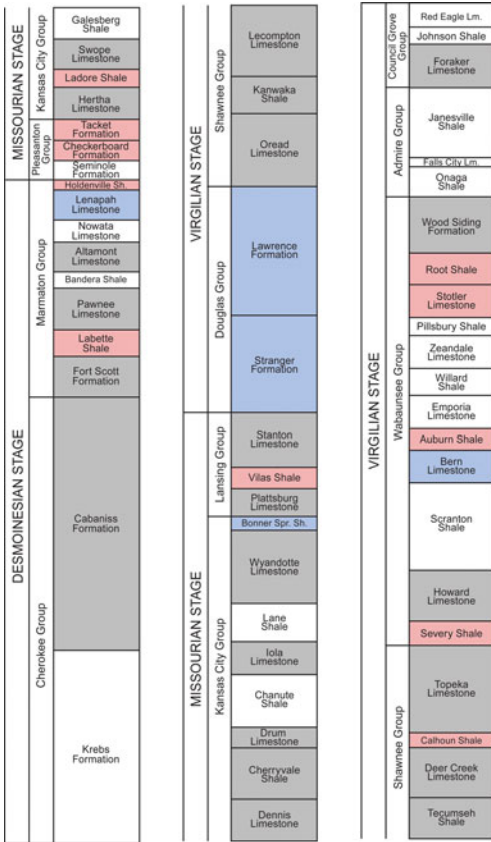 MISSOURIAN STAGE
Kansas City Group
Galesberg
Shale
Swope
Limestone
Ladore Shale
Hertha
Limestone
Pleasanton
Group
Tacket
Formation
Checkerboard
Formation
Seminole
Formation
DESMOINESIAN STAGE
Marmaton Group
Holdenville Sh.
Lenapah
Limestone
Nowata
Limestone
Altamont
Limestone
Bandera Shale
Pawnee
Limestone
Labette
Shale
Fort Scott
Formation
Cherokee Group
Cabaniss
Formation
Krebs
Formation
VIRGILIAN STAGE
Shawnee Group
Lecompton
Limestone
Kanwaka
Shale
Oread
Limestone
Douglas Group
Lawrence
Formation
Stranger
Formation
MISSOURIAN STAGE
Lansing Group
Stanton
Limestone
Vilas Shale
Plattsburg
Limestone
Kansas City Group
Bonner Spr. Sh.
Wyandotte
Limestone
Lane
Shale
Iola
Limestone
Chanute
Shale
Drum
Limestone
Cherryvale
Shale
Dennis
Limestone
VIRGILIAN STAGE
Council Grove
Group
Red Eagle Lm.
Johnson Shale
Foraker
Limestone
Admire Group
Janesville
Shale
Falls City Lm.
Onaga
Shale
Wabaunsee Group
Wood Siding
Formation
Root Shale
Stotler
Limestone
Pillsbury Shale
Zeandale
Limestone
Willard
Shale
Emporia
Limestone
Auburn Shale
Bern
Limestone
Scranton
Shale
Howard
Limestone
Severy Shale
Shawnee Group
Topeka
Limestone
Calhoun Shale
Deer Creek
Limestone
Tecumseh
Shale